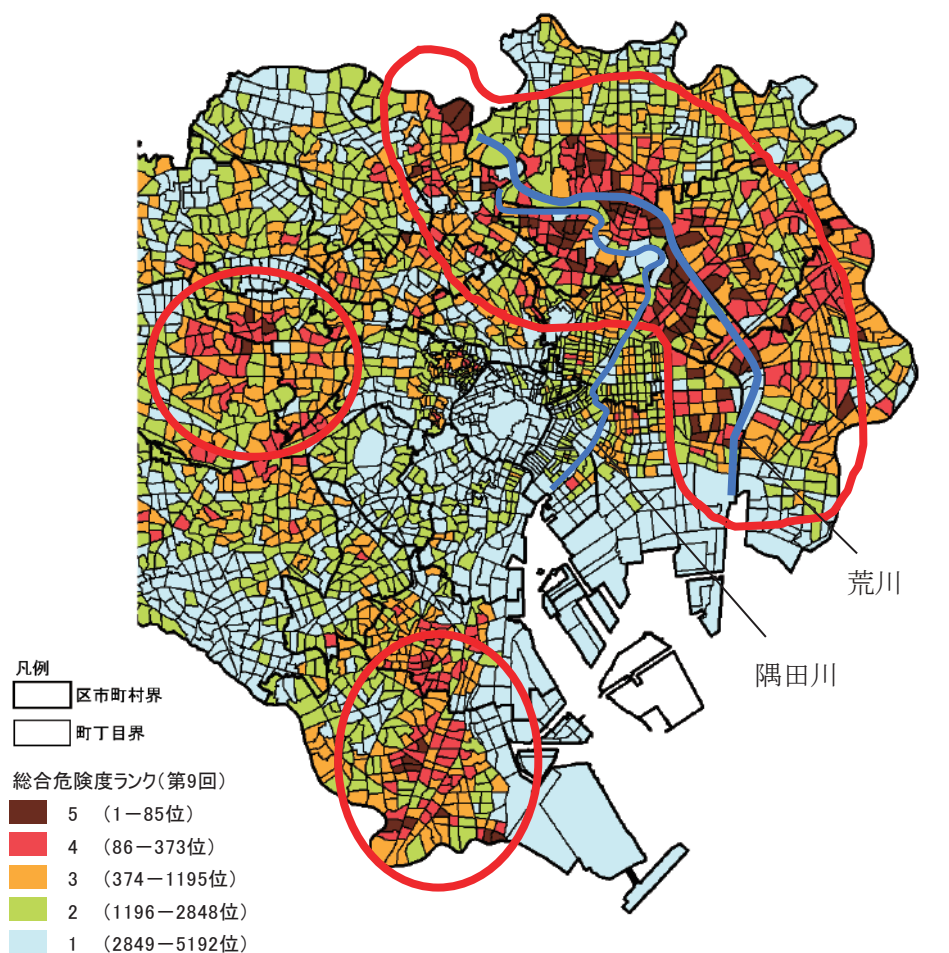 荒川
隅田川
凡例
区市町村界
町丁目界
総合危険度ランク(第9回)
5 (1－85位)
4 (86－373位)
3 (374－1195位)
2 (1196－2848位)
1 (2849－5192位)